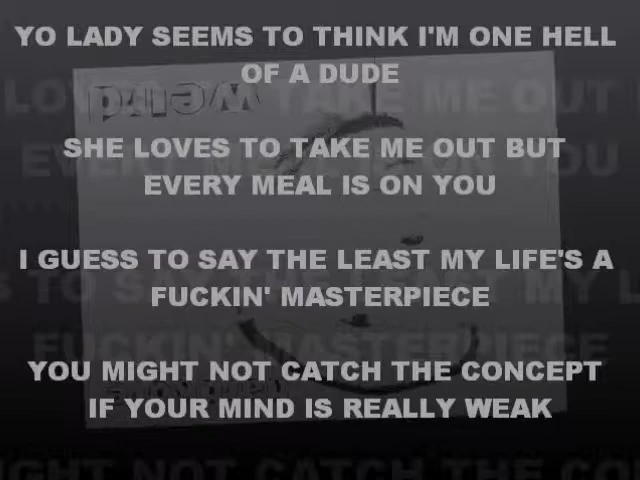 YO LADY SEEMS TO THINK I'M ONE HELL
OF A DUDE
SHE LOVES TO TAKE ME OUT BUT
EVERY MEAL IS ON YOU
I GUESS TO SAY THE LEAST MY LIFE'S A
FUCKIN' MASTERPIECE
YOU MIGHT NOT CATCH THE CONCEPT
IF YOUR MIND IS REALLY WEAK